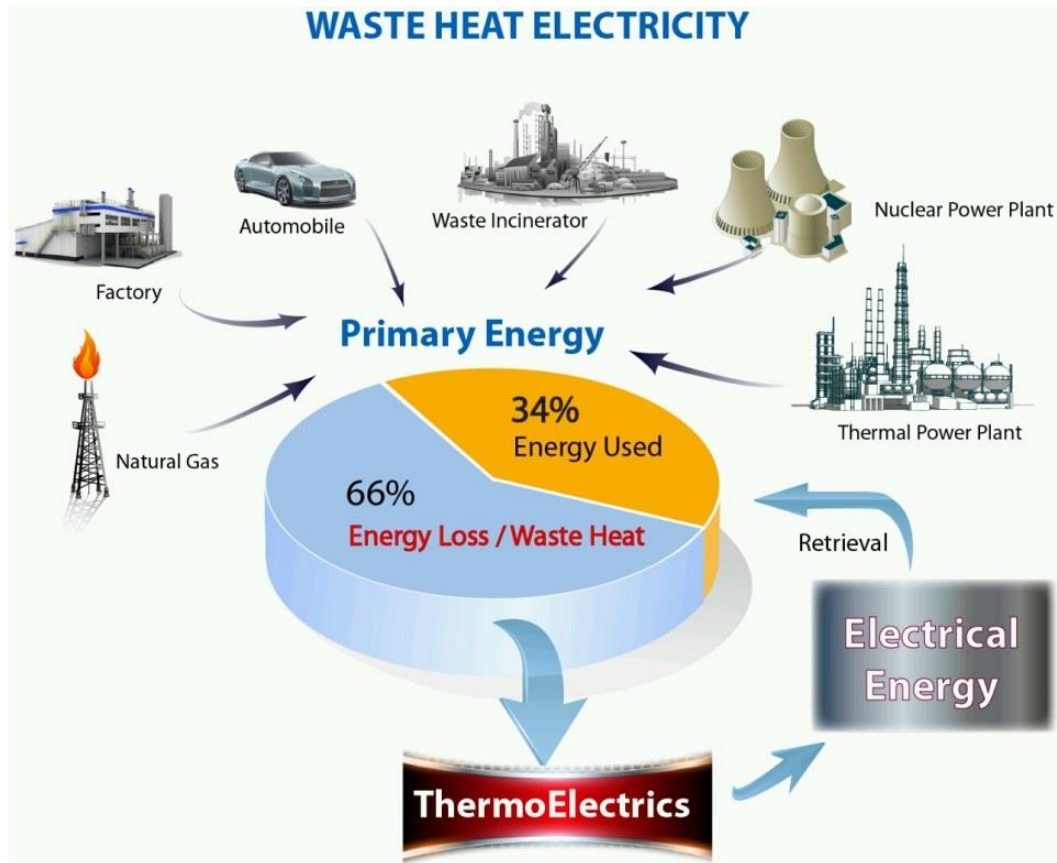 WASTE HEAT ELECTRICITY
Automobile
Waste Incinerator
Nuclear Power Plant
Factory
Primary Energy
Natural Gas
34%
Energy Used
Thermal Power Plant
66%
Energy Loss / Waste Heat
Retrieval
Electrical
Energy
ThermoElectrics